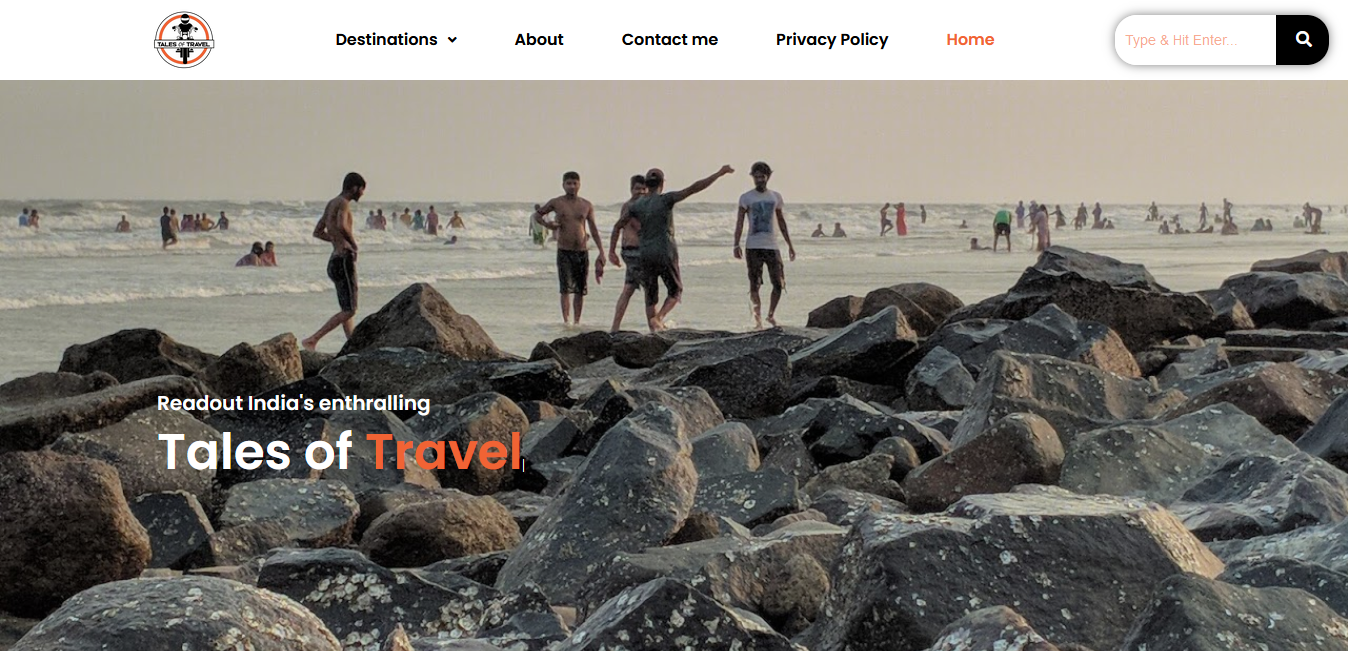 TALES OF TRAVEL
Destinations
About
Contact me
Privacy Policy
Home
Type & Hit Enter...
Readout India's enthralling
Tales of Travel